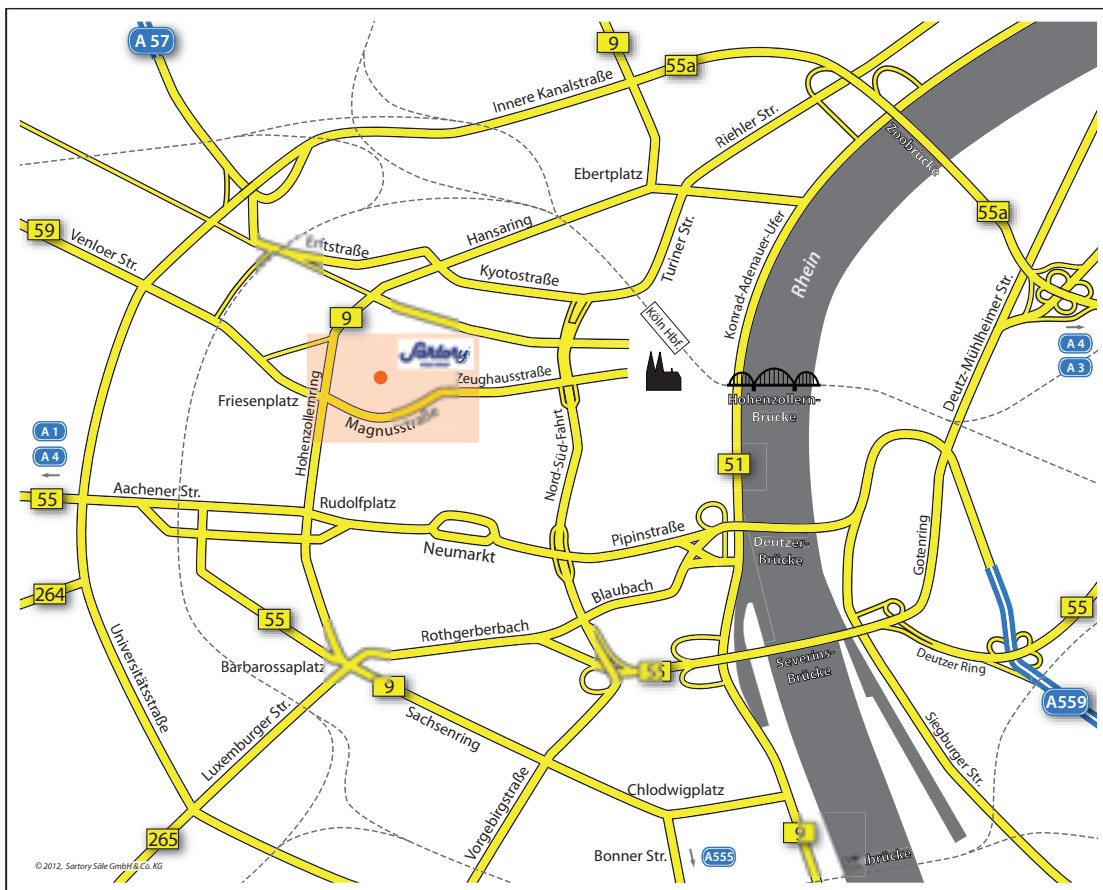 A 57
9
55a
Innere Kanalstraße
Riehler Str.
Zoobrücke
Ebertplatz
59
Venloer Str.
Hansaring
Turiner Str.
Konrad-Adenauer-Ufer
Rhein
55a
Erftstraße
Kyotostraße
Köln Hbf
Deutz-Mühlheimer Str.
9
Sartory
A 4
A 3
Zeughausstraße
Friesenplatz
Magnusstraße
Hohenzollernring
Hohenzollern-
Brücke
A 1
A 4
Nord-Süd-Fahrt
51
55
Aachener Str.
Rudolfplatz
Neumarkt
Pipinstraße
Deutzer-
Brücke
Gotenring
264
Blaubach
55
55
Rothgerberbach
Universitätsstraße
Barbarossaplatz
55
Severins-
Brücke
Deutzer Ring
9
A559
Luxemburger Str.
Sachsenring
Siegburger Str.
Vorgebirgstraße
Chlodwigplatz
265
9
Bonner Str.
A555
brücke
© 2012, Sartory Säle GmbH & Co. KG